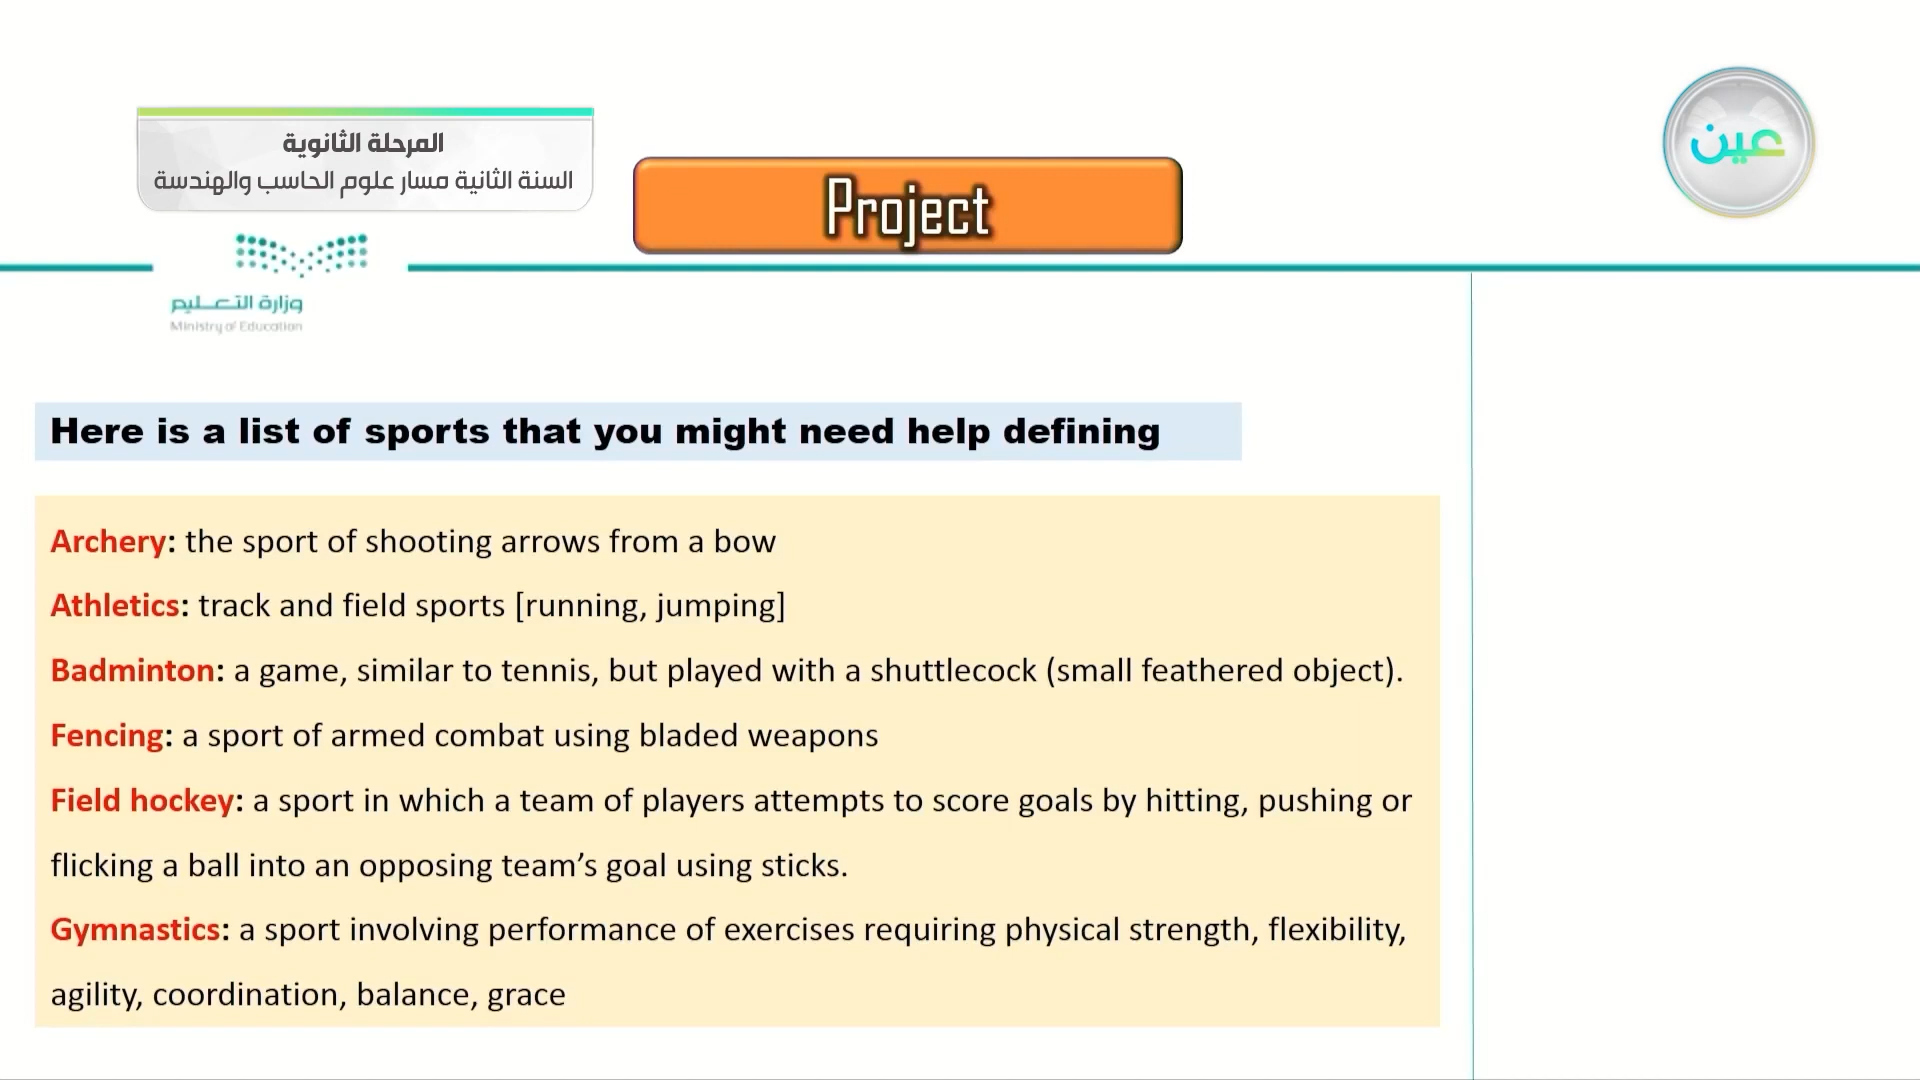 المرحلة الثانوية
السنة الثانية مسار علوم الحاسب والهندسة
عين
Project
وزارة التعليم
Ministry of Education
Here is a list of sports that you might need help defining
Archery: the sport of shooting arrows from a bow
Athletics: track and field sports [running, jumping]
Badminton: a game, similar to tennis, but played with a shuttlecock (small feathered object).
Fencing: a sport of armed combat using bladed weapons
Field hockey: a sport in which a team of players attempts to score goals by hitting, pushing or
flicking a ball into an opposing team’s goal using sticks.
Gymnastics: a sport involving performance of exercises requiring physical strength, flexibility,
agility, coordination, balance, grace